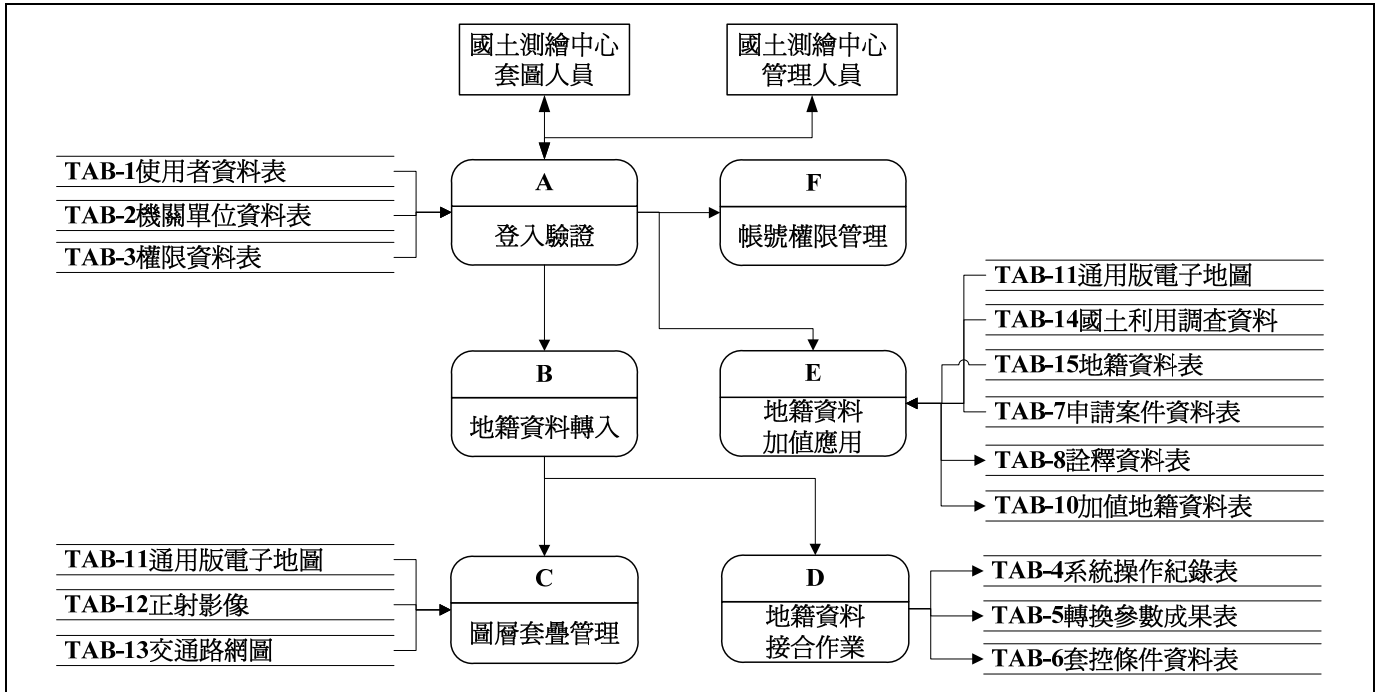 國土測繪中心
套圖人員
國土測繪中心
管理人員
TAB-1使用者資料表
TAB-2機關單位資料表
TAB-3權限資料表
A
登入驗證
F
帳號權限管理
B
地籍資料轉入
E
地籍資料
加值應用
TAB-11通用版電子地圖
TAB-14國土利用調查資料
TAB-15地籍資料表
TAB-7申請案件資料表
TAB-8詮釋資料表
TAB-10加值地籍資料表
TAB-11通用版電子地圖
TAB-12正射影像
TAB-13交通路網圖
C
圖層套疊管理
D
地籍資料
接合作業
TAB-4系統操作紀錄表
TAB-5轉換參數成果表
TAB-6套控條件資料表